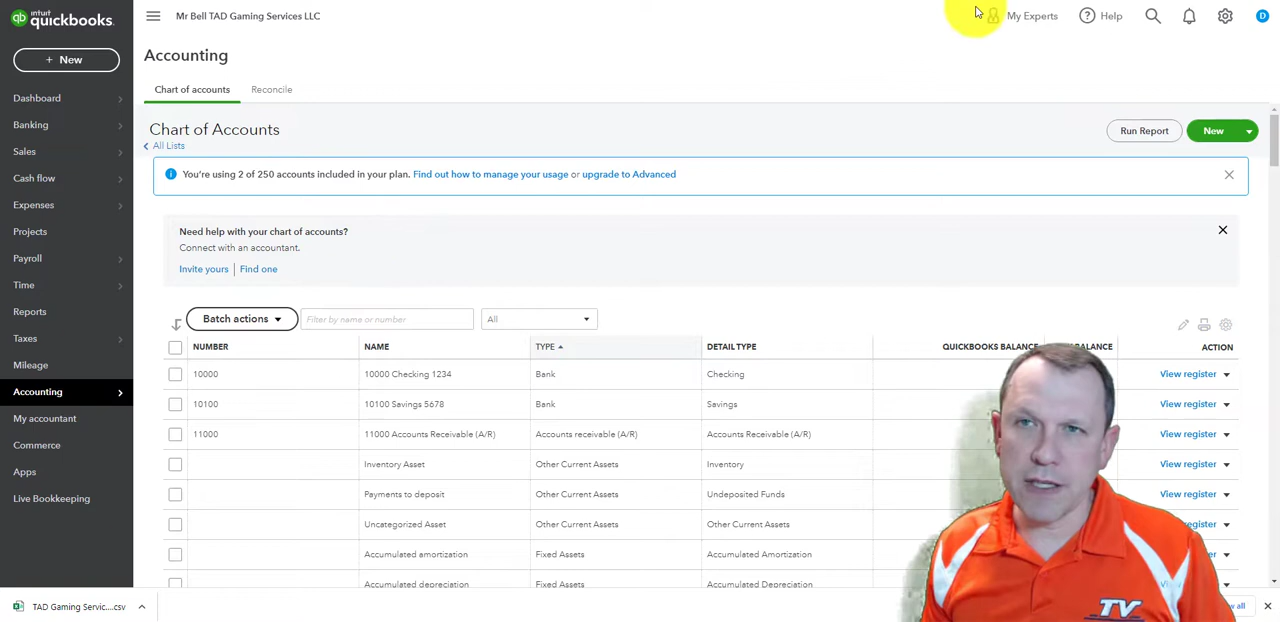 intuit
quickbooks.
Mr Bell TAD Gaming Services LLC
My Experts
Help
D
+ New
Dashboard
Banking
Sales
Cash flow
Expenses
Projects
Payroll
Time
Reports
Taxes
Mileage
Accounting
My accountant
Commerce
Apps
Live Bookkeeping
Accounting
Chart of accounts
Reconcile
Chart of Accounts
All Lists
Run Report
New
You're using 2 of 250 accounts included in your plan. Find out how to manage your usage or upgrade to Advanced
Need help with your chart of accounts?
Connect with an accountant.
Invite yours
Find one
Batch actions
Filter by name or number
All
NUMBER NAME TYPE DETAIL TYPE QUICKBOOKS BALANCE BALANCE ACTION
10000 10000 Checking 1234 Bank Checking View register
10100 10100 Savings 5678 Bank Savings View register
11000 11000 Accounts Receivable (A/R) Accounts receivable (A/R) Accounts Receivable (A/R) View register
Inventory Asset Other Current Assets Inventory View register
Payments to deposit Other Current Assets Undeposited Funds View register
Uncategorized Asset Other Current Assets Other Current Assets register
Accumulated amortization Fixed Assets Accumulated Amortization
Accumulated depreciation Fixed Assets Accumulated Depreciation
TAD Gaming Servic....csv
all
TV